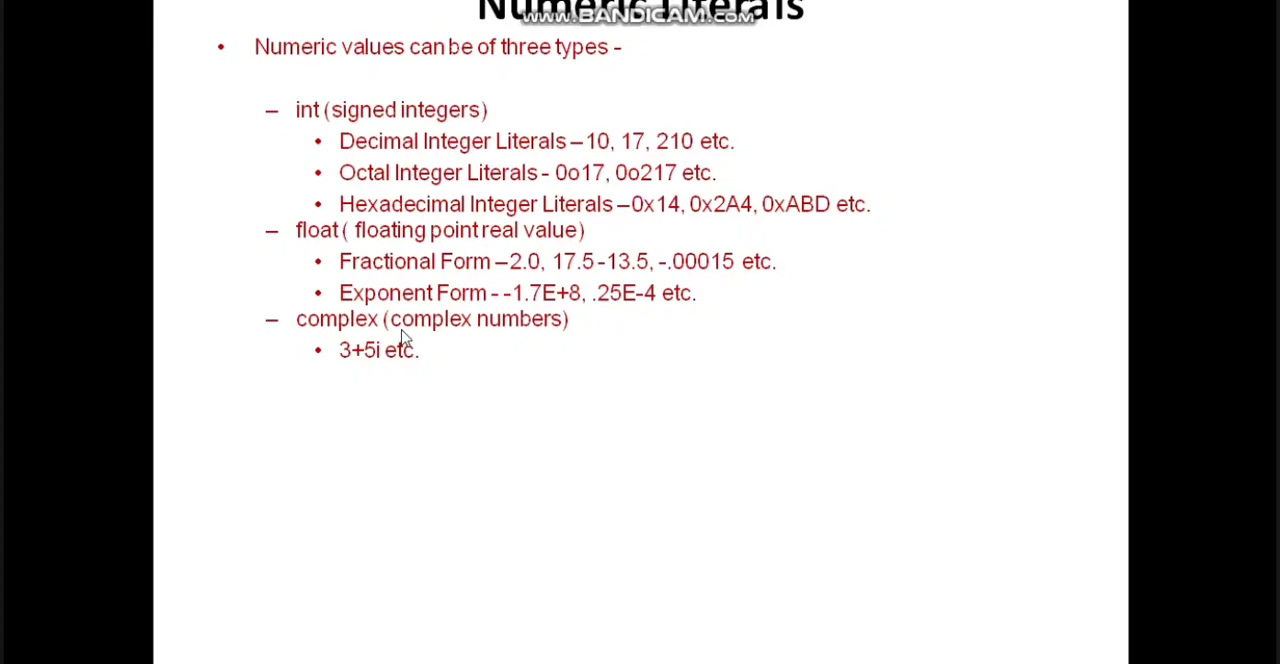 Numeric Literals
WWW.BANDICAM.COM
• Numeric values can be of three types -
– int (signed integers)
• Decimal Integer Literals – 10, 17, 210 etc.
• Octal Integer Literals - 0o17, 0o217 etc.
• Hexadecimal Integer Literals – 0x14, 0x2A4, 0xABD etc.
– float ( floating point real value)
• Fractional Form – 2.0, 17.5 -13.5, -.00015 etc.
• Exponent Form - -1.7E+8, .25E-4 etc.
– complex (complex numbers)
• 3+5i etc.